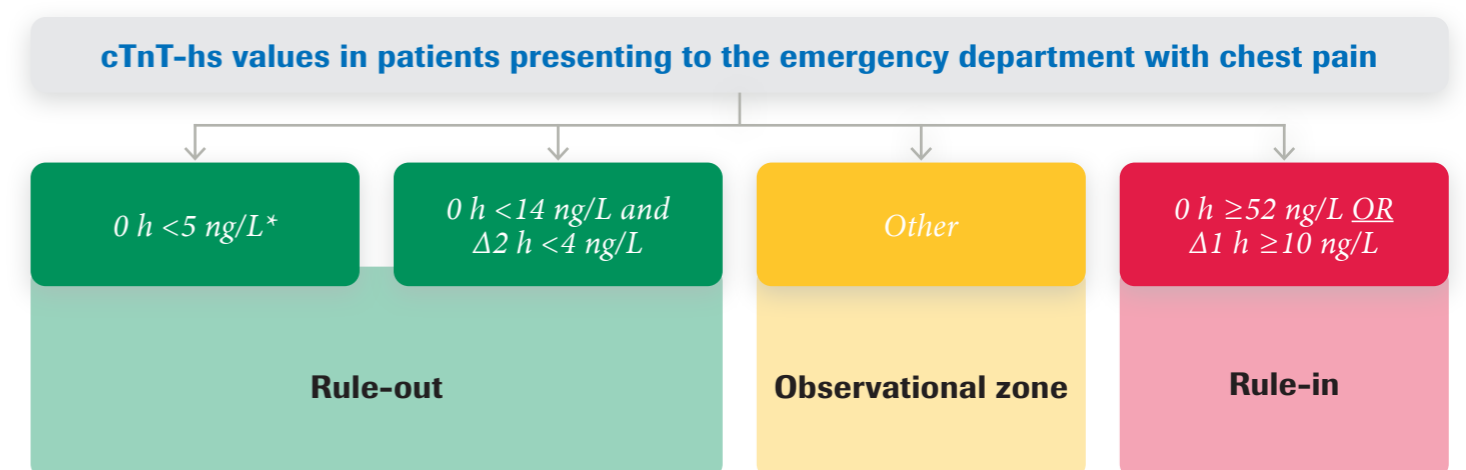 cTnT-hs values in patients presenting to the emergency department with chest pain
0 h <5 ng/L*
0 h <14 ng/L and
Δ2 h <4 ng/L
Other
0 h ≥52 ng/L OR
Δ1 h ≥10 ng/L
Rule-out
Observational zone
Rule-in